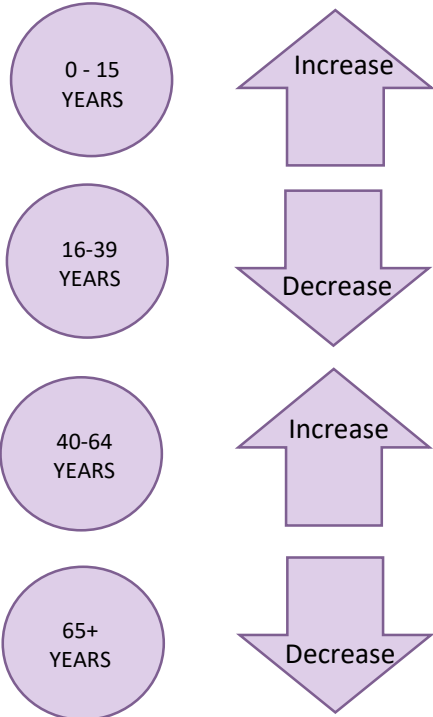 0 - 15
YEARS
Increase
16-39
YEARS
Decrease
40-64
YEARS
Increase
65+
YEARS
Decrease